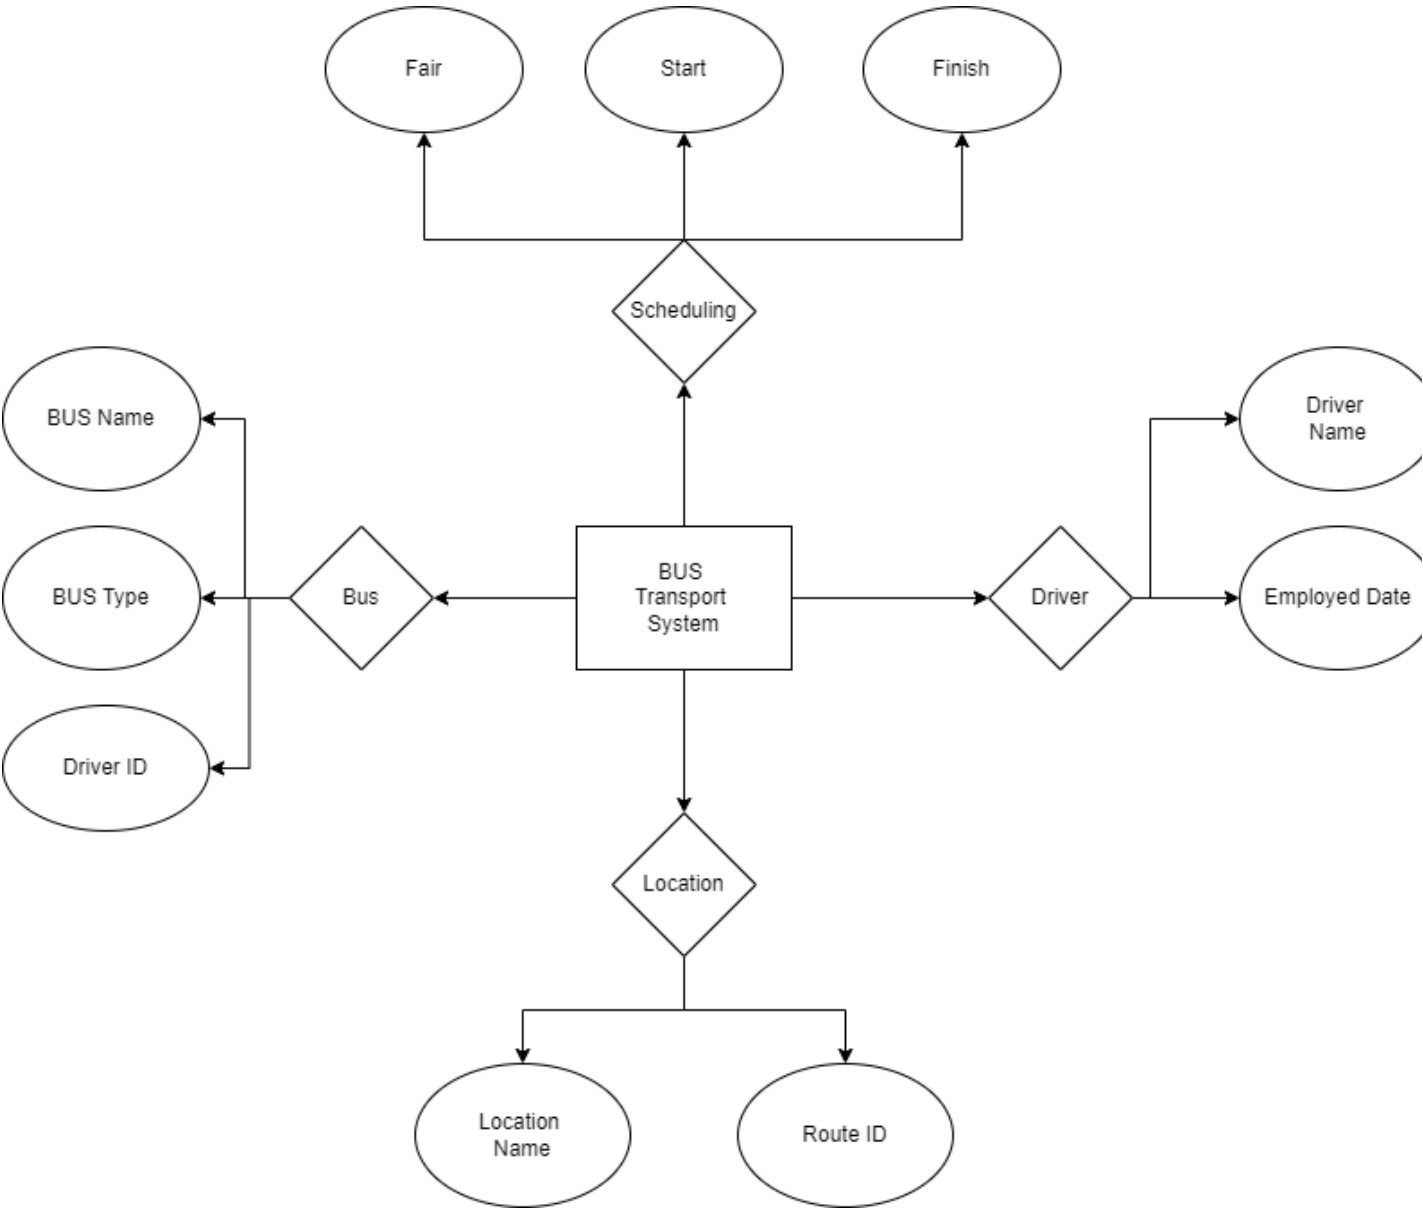 Fair
Start
Finish
Scheduling
BUS Name
Driver
Name
BUS Type
Bus
BUS
Transport
System
Driver
Employed Date
Driver ID
Location
Location
Name
Route ID